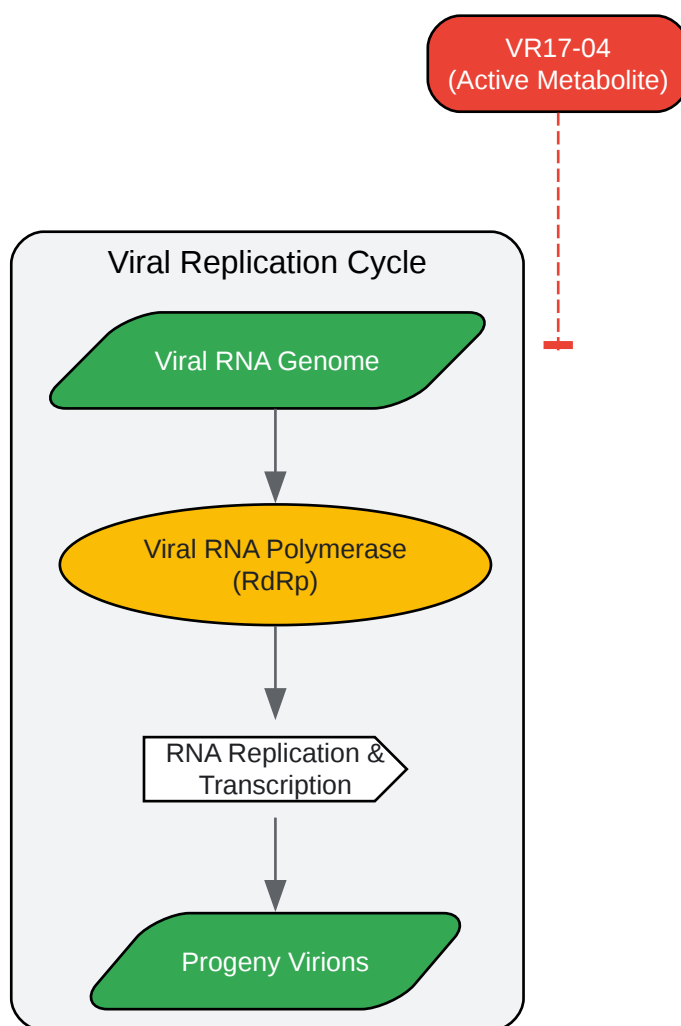 VR17-04
(Active Metabolite)
Viral Replication Cycle
Viral RNA Genome
Viral RNA Polymerase
(RdRp)
RNA Replication &
Transcription
Progeny Virions